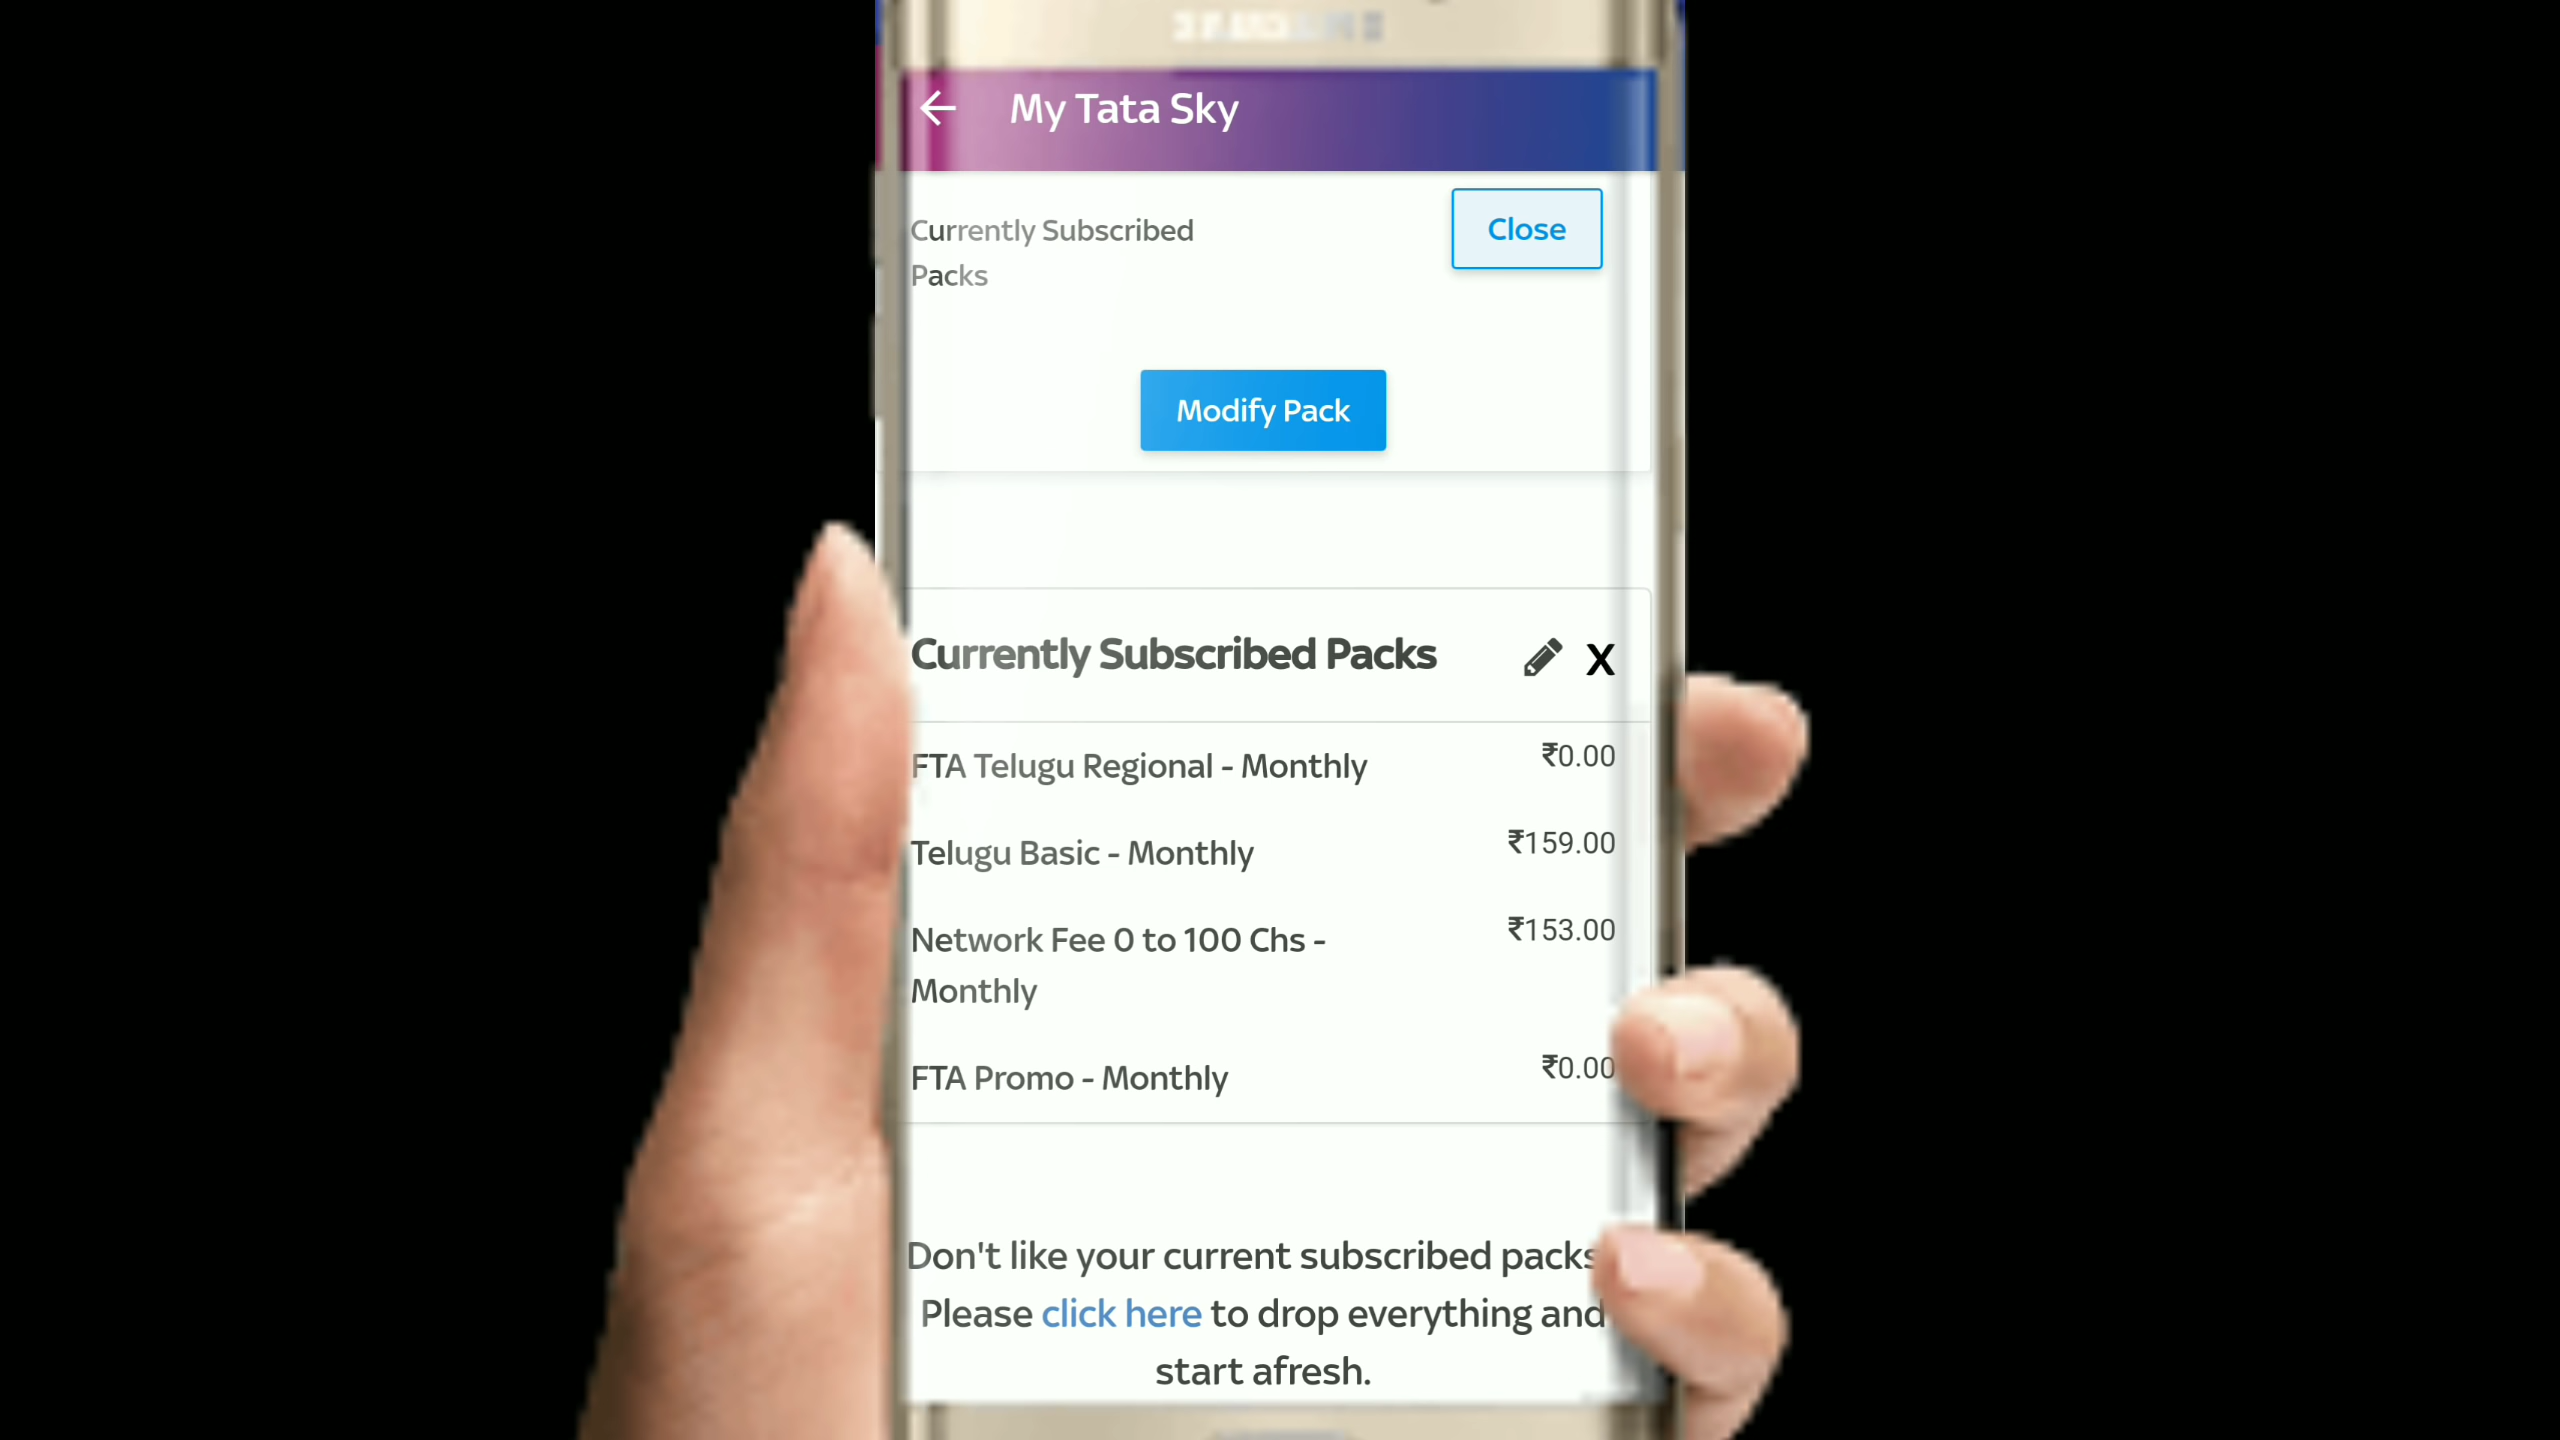 My Tata Sky
Currently Subscribed
Packs
Close
Modify Pack
Currently Subscribed Packs
X
FTA Telugu Regional - Monthly
₹0.00
Telugu Basic - Monthly
₹159.00
Network Fee 0 to 100 Chs -
Monthly
₹153.00
FTA Promo - Monthly
₹0.00
Don't like your current subscribed packs
Please click here to drop everything and
start afresh.